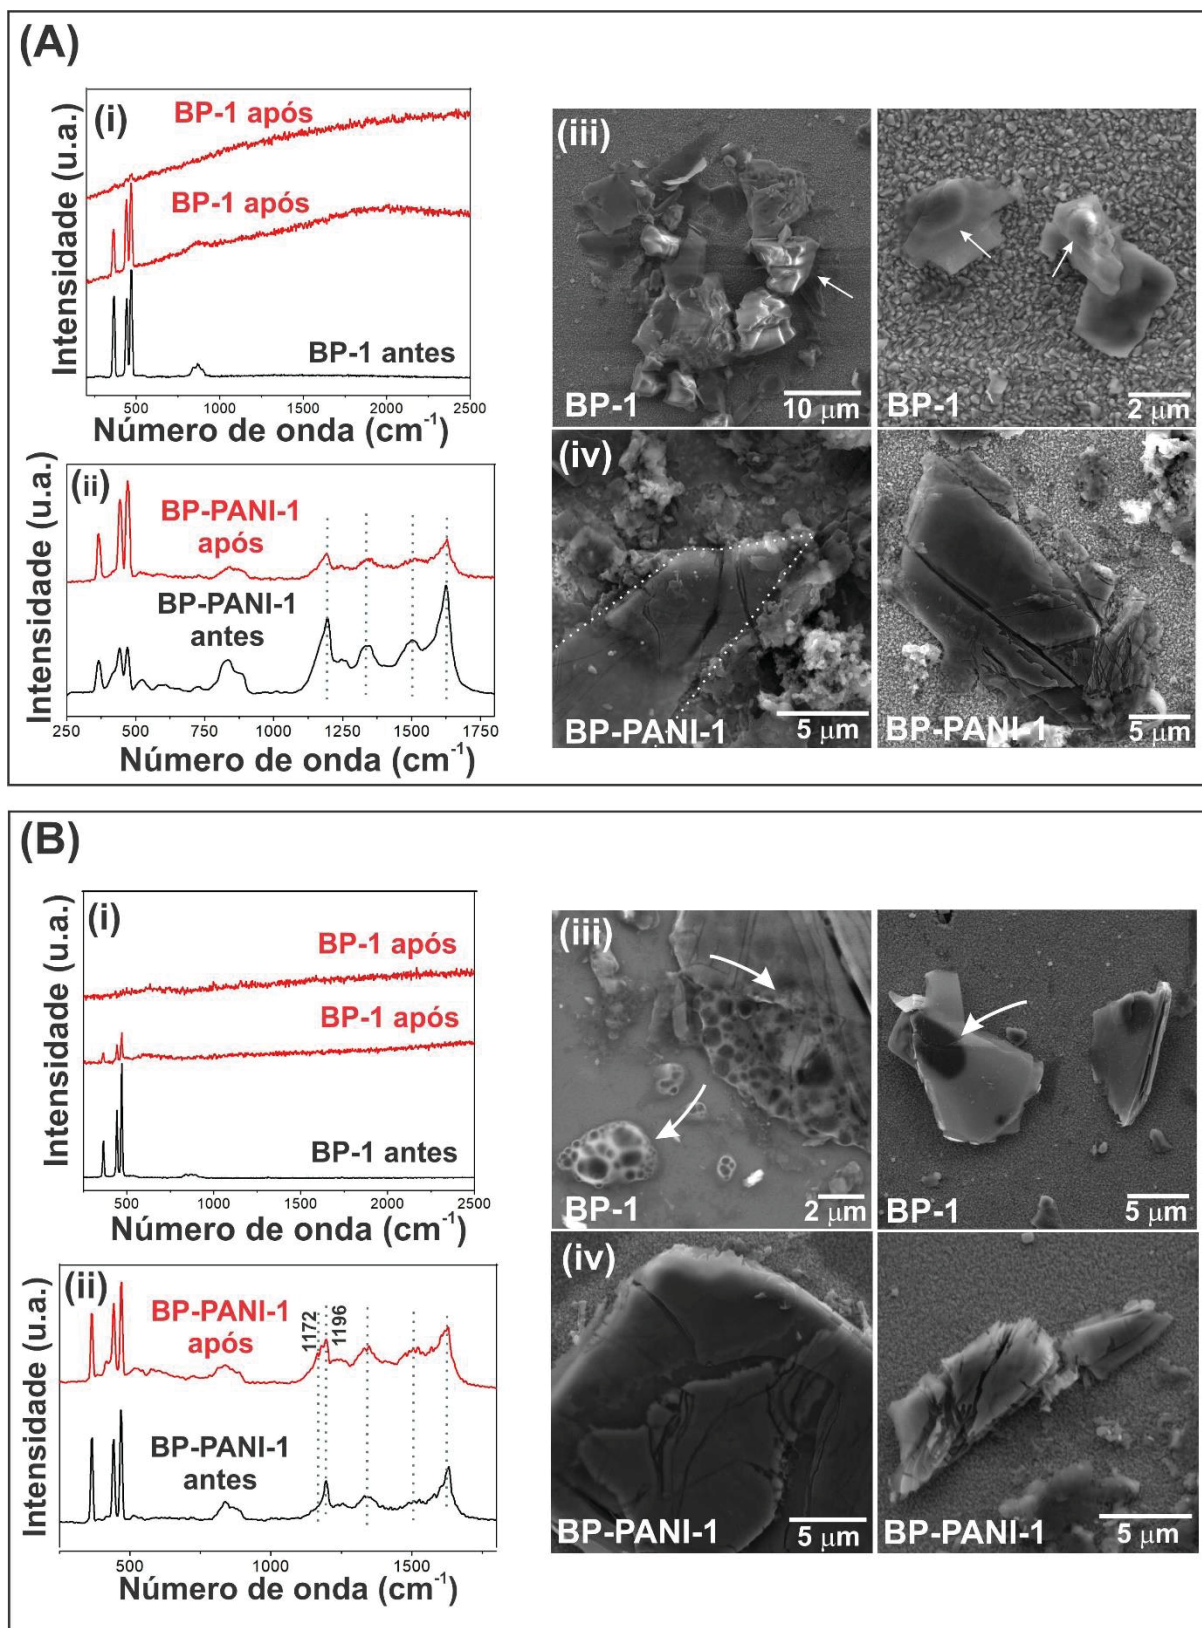 (A)
(i)
BP-1 após
BP-1 após
BP-1 antes
Intensidade (u.a.)
500 1000 1500 2000 2500
Número de onda (cm-1)
(ii)
BP-PANI-1
após
BP-PANI-1
antes
Intensidade (u.a.)
250 500 750 1000 1250 1500 1750
Número de onda (cm-1)
(iii)
BP-1
10 μm
BP-1
2 μm
(iv)
BP-PANI-1
5 μm
BP-PANI-1
5 μm
(B)
(i)
BP-1 após
BP-1 após
BP-1 antes
Intensidade (u.a.)
500 1000 1500 2000 2500
Número de onda (cm-1)
(ii)
BP-PANI-1
após
1172
1196
BP-PANI-1
antes
Intensidade (u.a.)
500 1000 1500
Número de onda (cm-1)
(iii)
BP-1
2 μm
BP-1
5 μm
(iv)
BP-PANI-1
5 μm
BP-PANI-1
5 μm